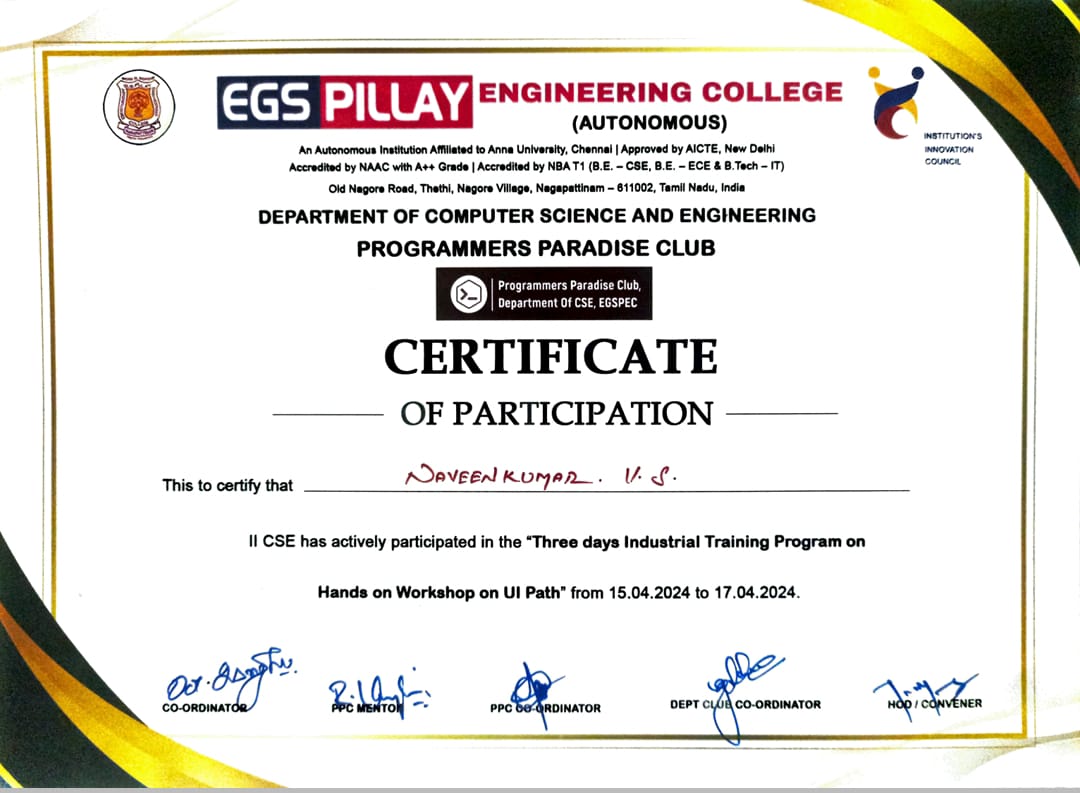 EGS PILLAY ENGINEERING COLLEGE
(AUTONOMOUS)
An Autonomous Institution Affiliated to Anna University, Chennai | Approved by AICTE, New Delhi
Accredited by NAAC with A++ Grade | Accredited by NBA T1 (B.E. – CSE, B.E. – ECE & B.Tech – IT)
Old Nagore Road, Thethi, Nagore Village, Nagapattinam – 611002, Tamil Nadu, India
INSTITUTION'S
INNOVATION
COUNCIL
DEPARTMENT OF COMPUTER SCIENCE AND ENGINEERING
PROGRAMMERS PARADISE CLUB
Programmers Paradise Club,
Department Of CSE, EGSPEC
CERTIFICATE
OF PARTICIPATION
This to certify that NAVEENKUMAR. V.S.
II CSE has actively participated in the "Three days Industrial Training Program on
Hands on Workshop on UI Path" from 15.04.2024 to 17.04.2024.
CO-ORDINATOR PPC MENTOR PPC CO-ORDINATOR DEPT CLUB CO-ORDINATOR HOD / CONVENER